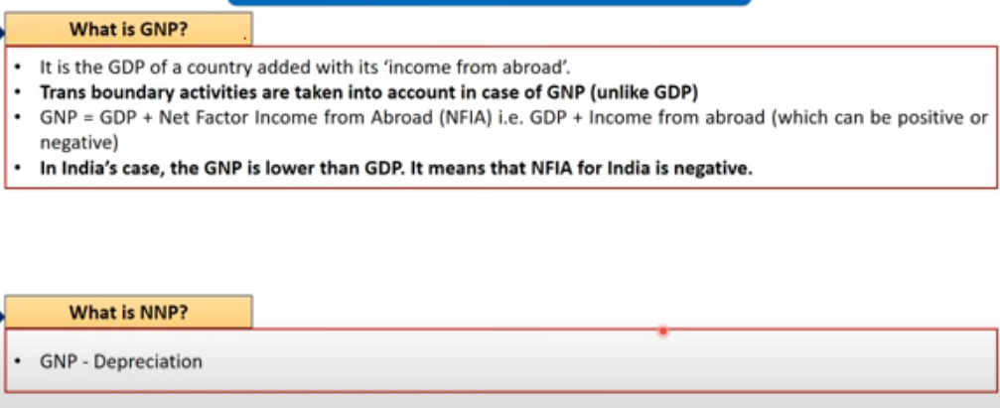 What is GNP?
• It is the GDP of a country added with its 'income from abroad'.
• Trans boundary activities are taken into account in case of GNP (unlike GDP)
• GNP = GDP + Net Factor Income from Abroad (NFIA) i.e. GDP + Income from abroad (which can be positive or
negative)
• In India's case, the GNP is lower than GDP. It means that NFIA for India is negative.
What is NNP?
• GNP - Depreciation